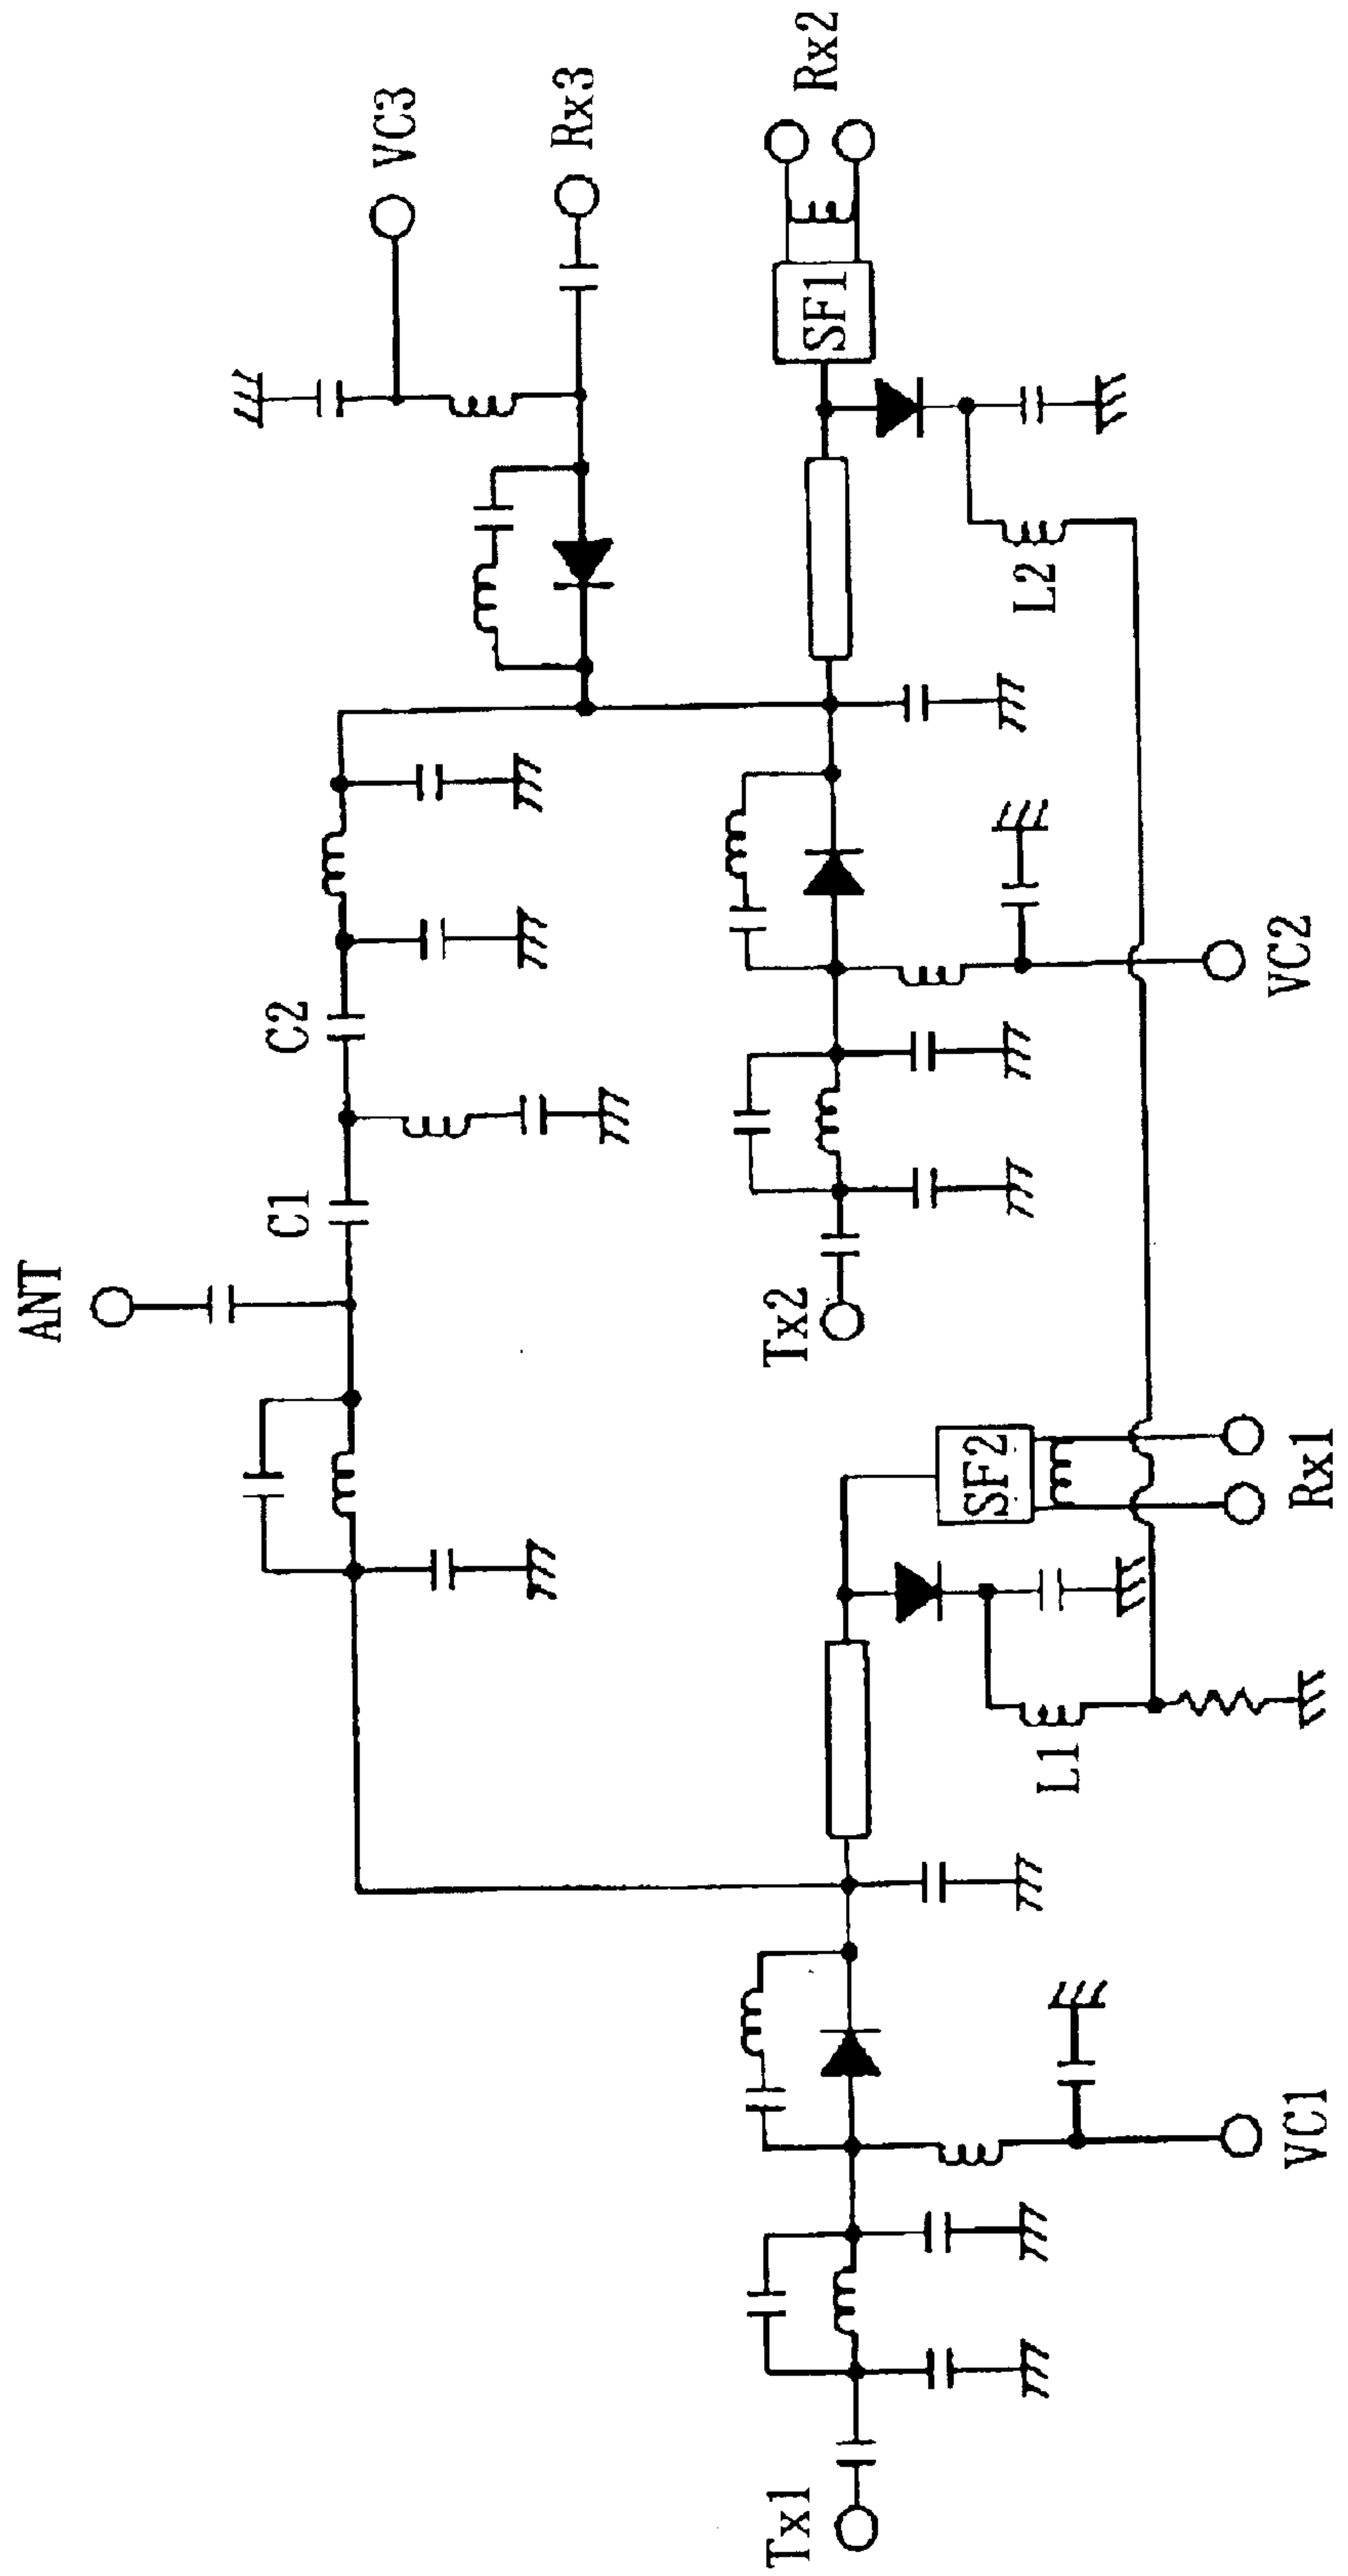 ANT
VC3
Rx3
C1
C2
Rx2
SF1
Tx2
L2
SF2
VC2
Rx1
L1
Tx1
VC1